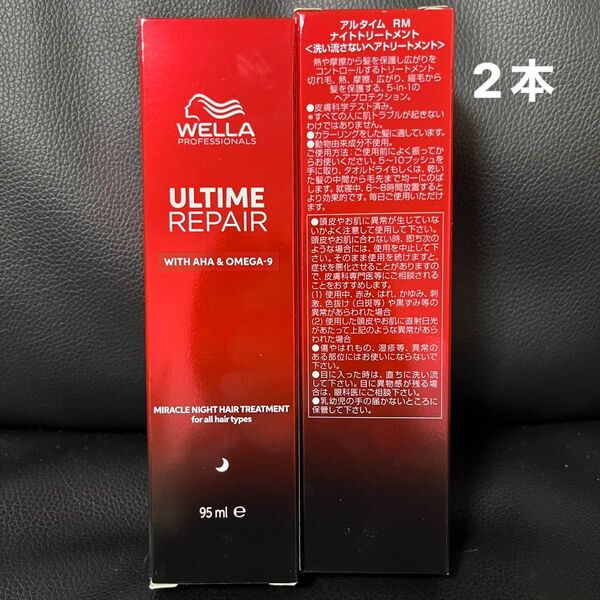 WELLA
PROFESSIONALS
ULTIME
REPAIR
WITH AHA & OMEGA-9
MIRACLE NIGHT HAIR TREATMENT
for all hair types
95 ml ℮
アルタイム RM
ナイトトリートメント
<洗い流さないヘアトリートメント>
熱や摩擦から髪を保護し広がりを
コントロールするトリートメント
切れ毛、熱、摩擦、広がり、縮毛から
髪を保護する、5-in-1の
ヘアプロテクション。
●皮膚科学テスト済み。
*すべての人に肌トラブルが起きない
わけではありません。
●カラーリングをした髪に適しています。
●動物由来成分不使用。
ご使用方法:ご使用前によく振ってか
らお使いください。5〜10プッシュを
手に取り、タオルドライもしくは、乾い
た髪の中間から毛先まで均一にのば
します。就寝中、6〜8時間放置すると
より効果的です。毎日ご使用いただけ
ます。
●頭皮やお肌に異常が生じていな
いかよく注意して使用して下さい。
頭皮やお肌に合わない時、即ち次の
ような場合には、使用を中止して下
さい。そのまま使用を続けますと、
症状を悪化させることがありますの
で、皮膚科専門医等にご相談される
ことをおすすめします。
(1) 使用中、赤み、はれ、かゆみ、刺
激、色抜け(白斑等)や黒ずみ等の
異常があらわれた場合
(2) 使用した頭皮やお肌に直射日光
があたって上記のような異常があら
われた場合
●傷やはれもの、湿疹等、異常の
ある部位にはお使いにならないで
下さい。
●目に入った時は、直ちに洗い流
して下さい。目に異物感が残る場
合は、眼科医にご相談下さい。
●乳幼児の手の届かないところに
保管して下さい。
2本